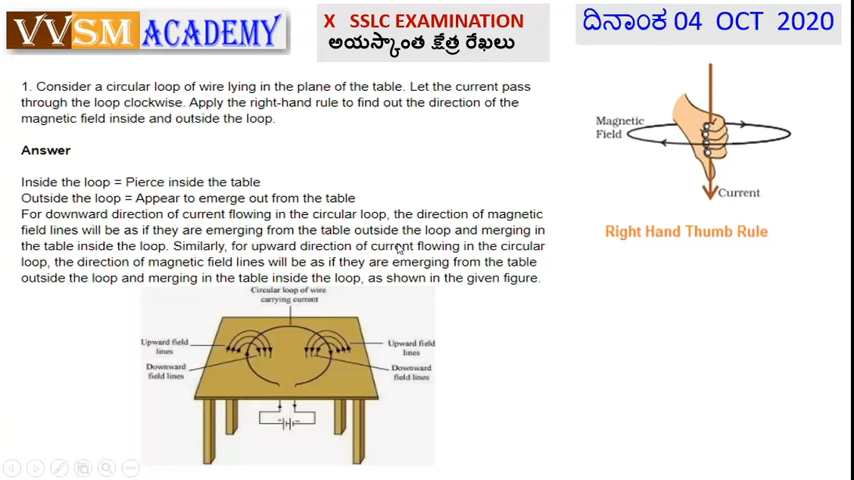 VVSM ACADEMY
X SSLC EXAMINATION
ಅಯಸ್ಕಾಂತ ಕ್ಷೇತ್ರ ರೇಖಲು
ದಿನಾಂಕ 04 OCT 2020
1. Consider a circular loop of wire lying in the plane of the table. Let the current pass
through the loop clockwise. Apply the right-hand rule to find out the direction of the
magnetic field inside and outside the loop.
Answer
Inside the loop = Pierce inside the table
Outside the loop = Appear to emerge out from the table
For downward direction of current flowing in the circular loop, the direction of magnetic
field lines will be as if they are emerging from the table outside the loop and merging in
the table inside the loop. Similarly, for upward direction of current flowing in the circular
loop, the direction of magnetic field lines will be as if they are emerging from the table
outside the loop and merging in the table inside the loop, as shown in the given figure.
Circular loop of wire
carrying current
Upward field
lines
Downward
field lines
Upward field
lines
Downward
field lines
Magnetic
Field
Current
Right Hand Thumb Rule